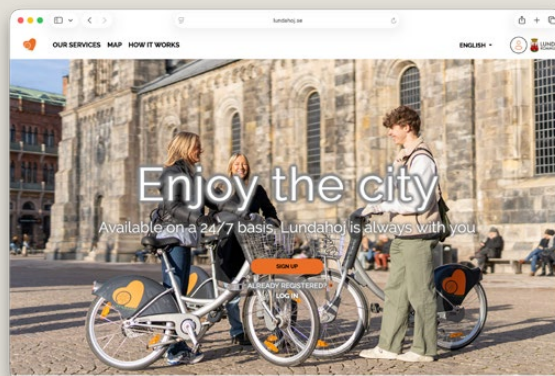 lundahoj.se
OUR SERVICES MAP HOW IT WORKS ENGLISH
Enjoy the city
Available on a 24/7 basis, Lundahoj is always with you
SIGN UP
ALREADY REGISTERED?
LOG IN